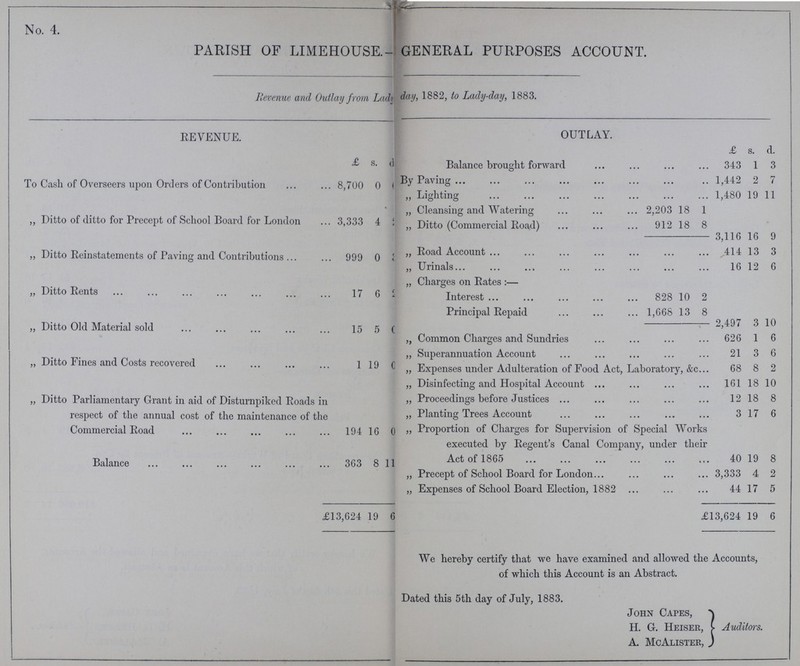 No. 4.
PARISH OF LIMEHOUSE.- GENERAL PURPOSES ACCOUNT.
Revenue and Outlay from Lady day, 1882, to Lady-day, 1883.
REVENUE.
£ s. d
To Cash of Overseers upon Orders of Contribution ... ... 8,700 0
„ Ditto of ditto for Precept of School Board for London ... 3,333 4
„ Ditto Reinstatements of Paving and Contributions ... ... 999 0
„ Ditto Rents ... ... ... ... ... ... ... 17 6
„ Ditto Old Material sold ... ... ... ... ... 15 5
„ Ditto Fines and Costs recovered ... ... ... ... 1 19
„ Ditto Parliamentary Grant in aid of Disturnpiked Roads in
respect of the annual cost of the maintenance of the
Commercial Road ... ... ... ... ... 194 16 0
Balance ... ... ... ... ... ... 363 8 11
£13,624 19 6
OUTLAY.
£ s. d.
Balance brought forward ... ... ... ... 343 1 3
By Paving ... ... ... ... ... ... ... .. 1,442 2 7
„ Lighting ... ... ... ... ... ... ... 1,480 19 11
„ Cleansing and Watering ... ... ... 2,203 18 1
„ Ditto (Commercial Road) ... ... ... 912 18 8
3,116 16 9
„ Road Account ... ... ... ... ... ... ... 414 13 3
„ Urinals ... ... ... ... ... ... ... ... 16 12 6
„ Charges on Rates :—
Interest ... ... ... ... ... 828 10 2
Principal Repaid ... ... ... 1,668 13 8
2,497 3 10
„ Common Charges and Sundries ... ... ... ... 626 1 6
„ Superannuation Account ... ... ... ... ... 21 3 6
„ Expenses under Adulteration of Food Act, Laboratory, &c... 68 8 2
„ Disinfecting and Hospital Account ... ... ... ... 161 18 10
„ Proceedings before Justices ... ... ... ... ... 12 18 8
„ Planting Trees Account ... ... ... ... ... 3 17 6
„ Proportion of Charges for Supervision of Special Works
executed by Regent's Canal Company, under their
Act of 1865 ... ... ... ... ... ... 40 19 8
„ Precept of School Board for London... ... ... ... 3,333 4 2
„ Expenses of School Board Election, 1882 ... ... ... 44 17 5
£13,624 19 6
We hereby certify that we have examined and allowed the Accounts,
of which this Account is an Abstract.
Dated this 5th day of July, 1883.
JOHN CAPES,
H. G. HEISER,
A. MCALISTER,
Auditors.